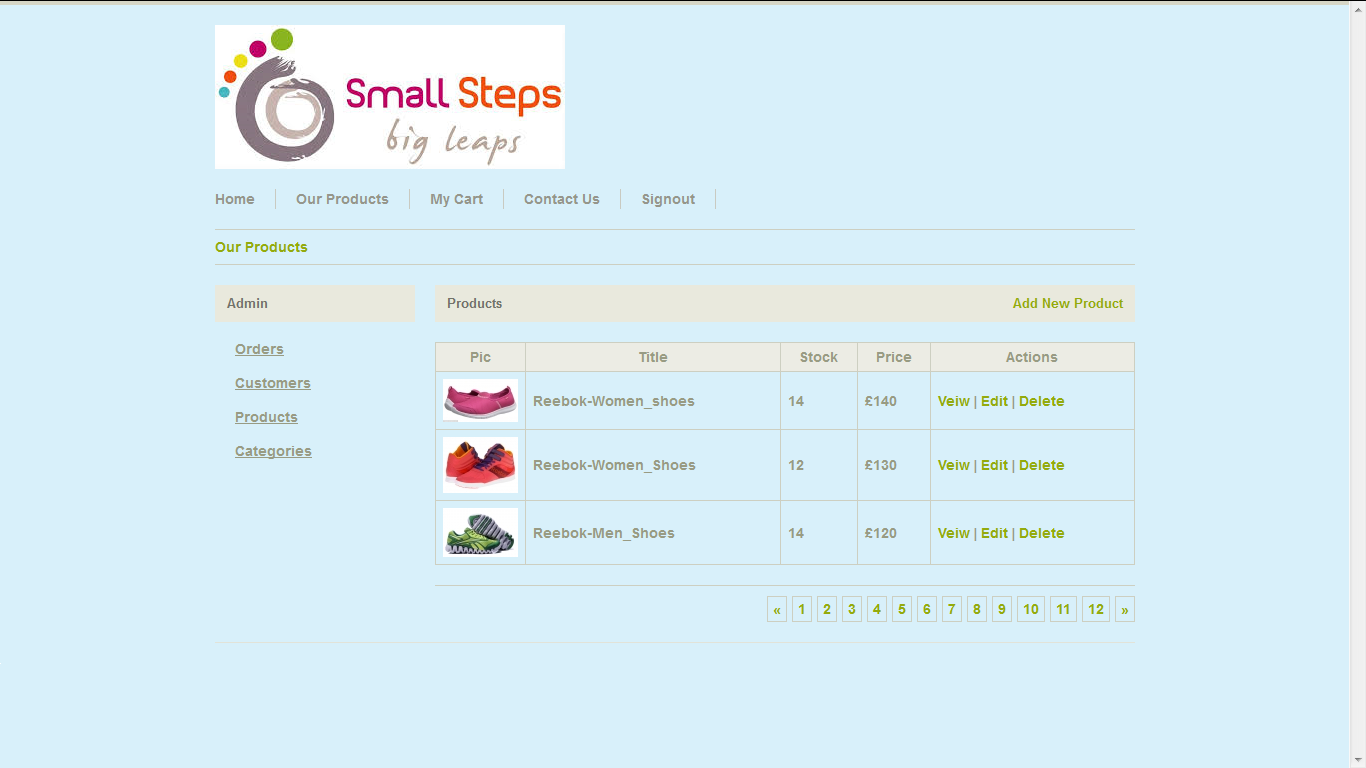 Small Steps
big leaps
Home Our Products My Cart Contact Us Signout
Our Products
Admin
Orders
Customers
Products
Categories
Products Add New Product
Pic Title Stock Price Actions
Reebok-Women_shoes 14 £140 Veiw | Edit | Delete
Reebok-Women_Shoes 12 £130 Veiw | Edit | Delete
Reebok-Men_Shoes 14 £120 Veiw | Edit | Delete
« 1 2 3 4 5 6 7 8 9 10 11 12 »